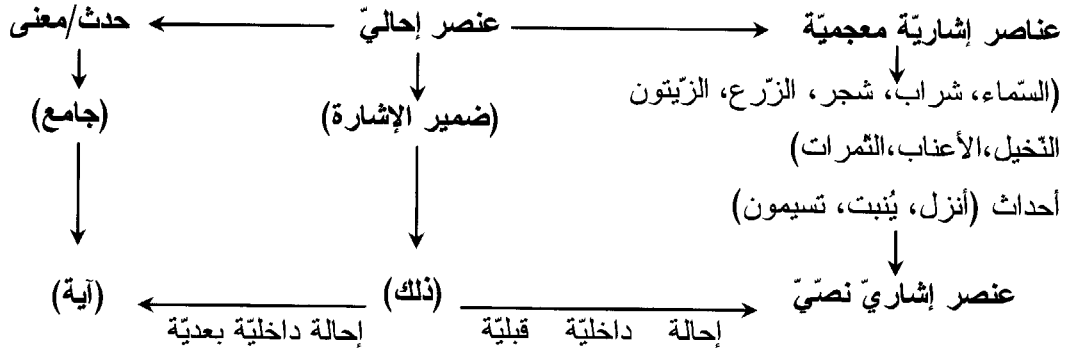 عناصر إشاريّة معجميّة عنصر إحاليّ حدث/معنى
(السّماء، شراب، شجر، الزّرع، الزّيتون
(ضمير الإشارة) (جامع)
النّخيل،الأعناب،الثّمرات)
أحداث (أنزل، يُنبت، تسيمون)
عنصر إشاريّ نصّيّ (ذلك) (آية)
إحالة داخليّة قبليّة إحالة داخليّة بعديّة